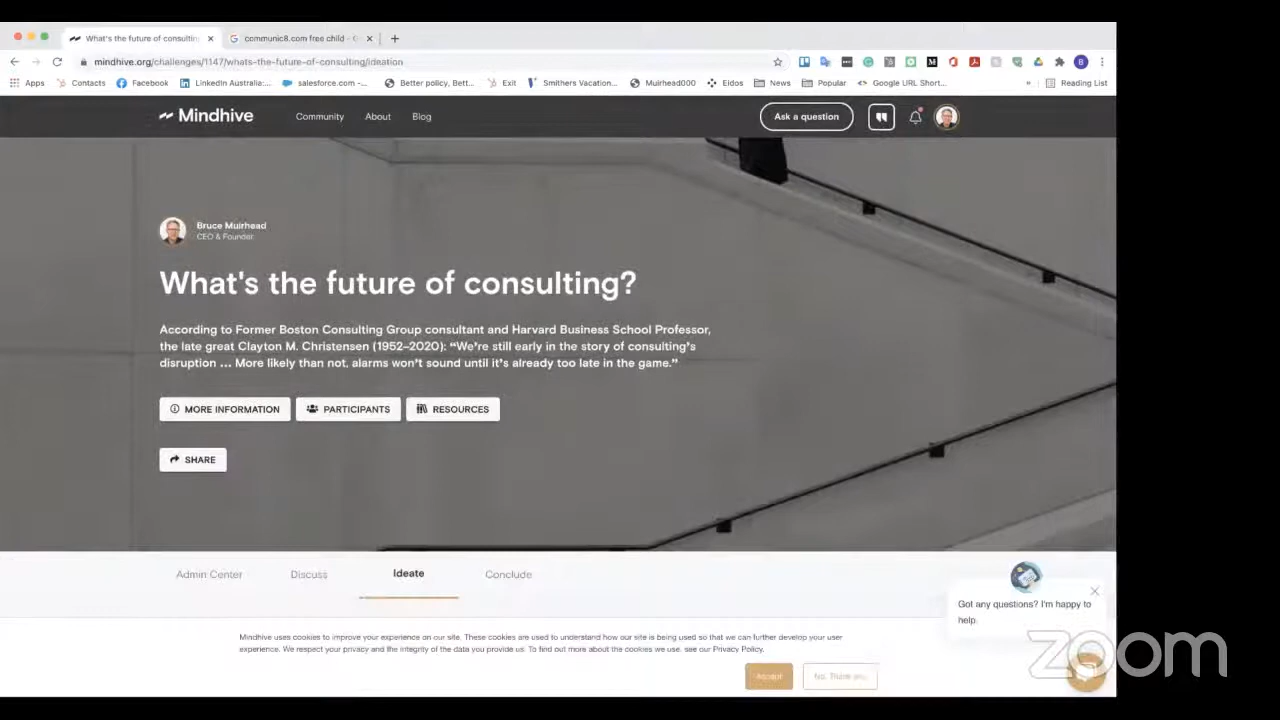 What's the future of consultin
communic8.com free child -
mindhive.org/challenges/1147/whats-the-future-of-consulting/ideation
B
Apps
Contacts
Facebook
LinkedIn Australia:...
salesforce.com -...
Better policy, Bett...
Exit
Smithers Vacation...
Muirhead000
Eidos
News
Popular
Google URL Short...
»
Reading List
Mindhive
Community
About
Blog
Ask a question
Bruce Muirhead
CEO & Founder
What's the future of consulting?
According to Former Boston Consulting Group consultant and Harvard Business School Professor,
the late great Clayton M. Christensen (1952–2020): “We’re still early in the story of consulting’s
disruption ... More likely than not, alarms won’t sound until it’s already too late in the game.”
MORE INFORMATION
PARTICIPANTS
RESOURCES
SHARE
Admin Center
Discuss
Ideate
Conclude
Got any questions? I'm happy to
help.
Mindhive uses cookies to improve your experience on our site. These cookies are used to understand how our site is being used so that we can further develop your user
experience. We respect your privacy and the integrity of the data you provide us. To find out more about the cookies we use, see our Privacy Policy.
Accept
No, Thank you
zoom